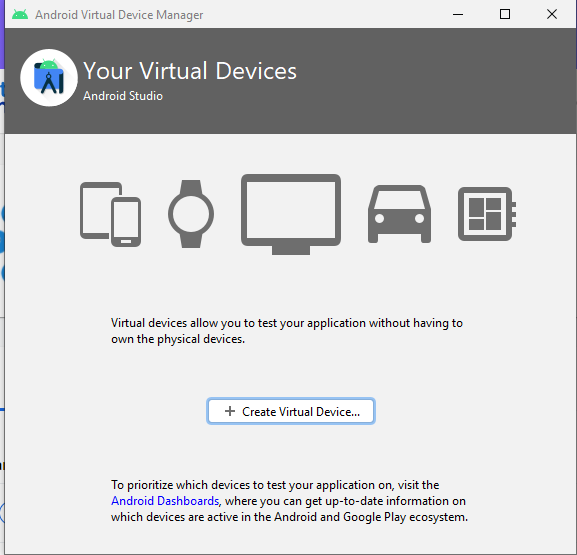 Android Virtual Device Manager
Your Virtual Devices
Android Studio
Virtual devices allow you to test your application without having to
own the physical devices.
+ Create Virtual Device...
To prioritize which devices to test your application on, visit the
Android Dashboards, where you can get up-to-date information on
which devices are active in the Android and Google Play ecosystem.